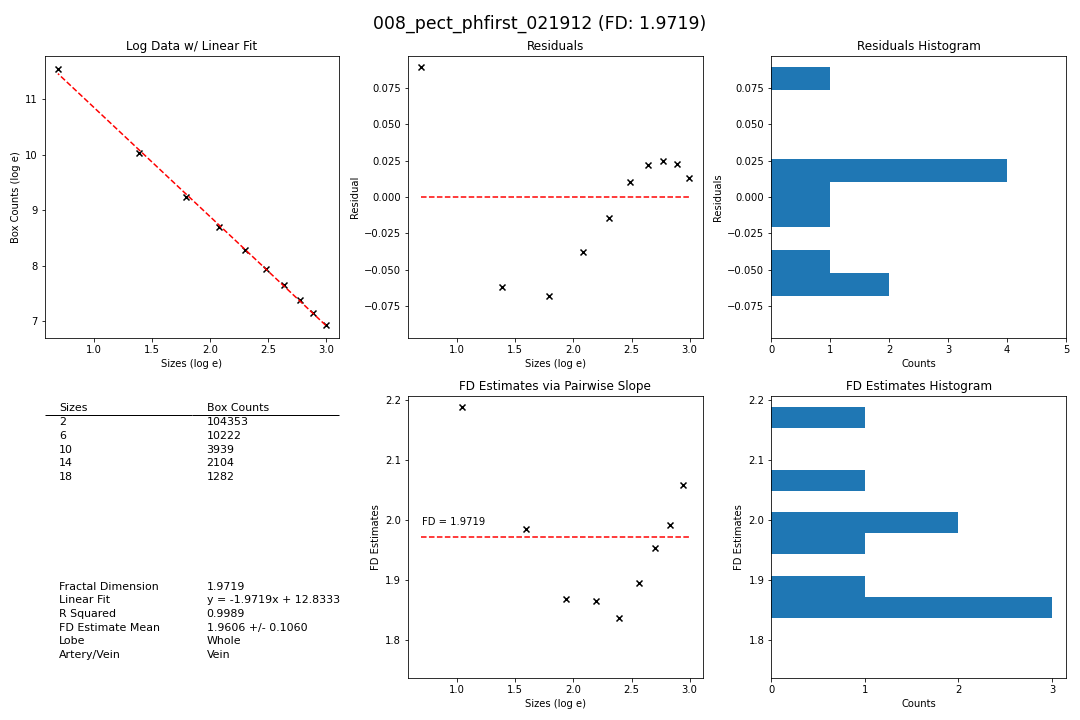 008_pect_phfirst_021912 (FD: 1.9719)
Log Data w/ Linear Fit
Box Counts (log e)
11
10
9
8
7
1.0 1.5 2.0 2.5 3.0
Sizes (log e)
Residuals
Residual
0.075
0.050
0.025
0.000
−0.025
−0.050
−0.075
1.0 1.5 2.0 2.5 3.0
Sizes (log e)
Residuals Histogram
Residuals
0.075
0.050
0.025
0.000
−0.025
−0.050
−0.075
0 1 2 3 4 5
Counts
Sizes Box Counts
2 104353
6 10222
10 3939
14 2104
18 1282
Fractal Dimension 1.9719
Linear Fit y = -1.9719x + 12.8333
R Squared 0.9989
FD Estimate Mean 1.9606 +/- 0.1060
Lobe Whole
Artery/Vein Vein
FD Estimates via Pairwise Slope
FD Estimates
2.2
2.1
2.0
1.9
1.8
FD = 1.9719
1.0 1.5 2.0 2.5 3.0
Sizes (log e)
FD Estimates Histogram
FD Estimates
2.2
2.1
2.0
1.9
1.8
0 1 2 3
Counts